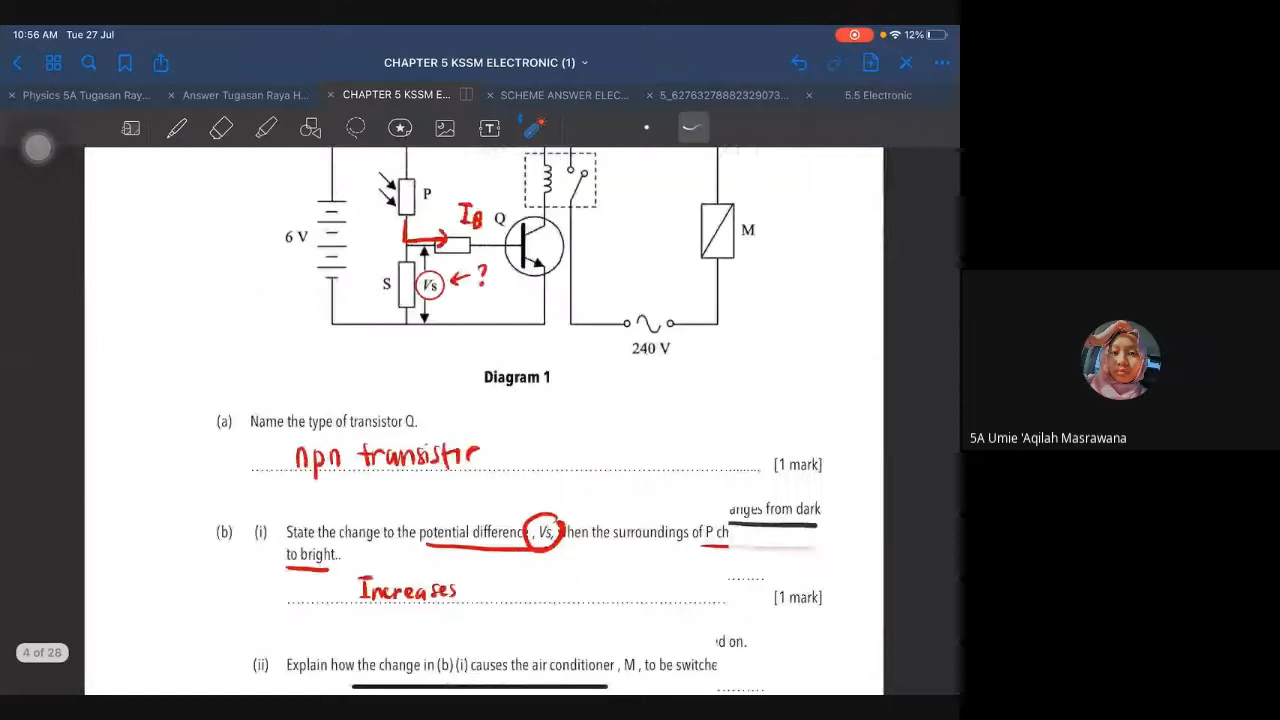 10:56 AM Tue 27 Jul
12%
CHAPTER 5 KSSM ELECTRONIC (1)
Physics 5A Tugasan Ray...
Answer Tugasan Raya H...
CHAPTER 5 KSSM E...
SCHEME ANSWER ELEC...
5_62763278882329073...
5.5 Electronic
P
IB
Q
6 V
M
S
Vs
?
240 V
Diagram 1
(a) Name the type of transistor Q.
npn transistor
[1 mark]
anges from dark
(b) (i) State the change to the potential difference , Vs, when the surroundings of P ch
to bright..
Increases
[1 mark]
d on.
(ii) Explain how the change in (b) (i) causes the air conditioner , M , to be switche
4 of 28
5A Umie 'Aqilah Masrawana